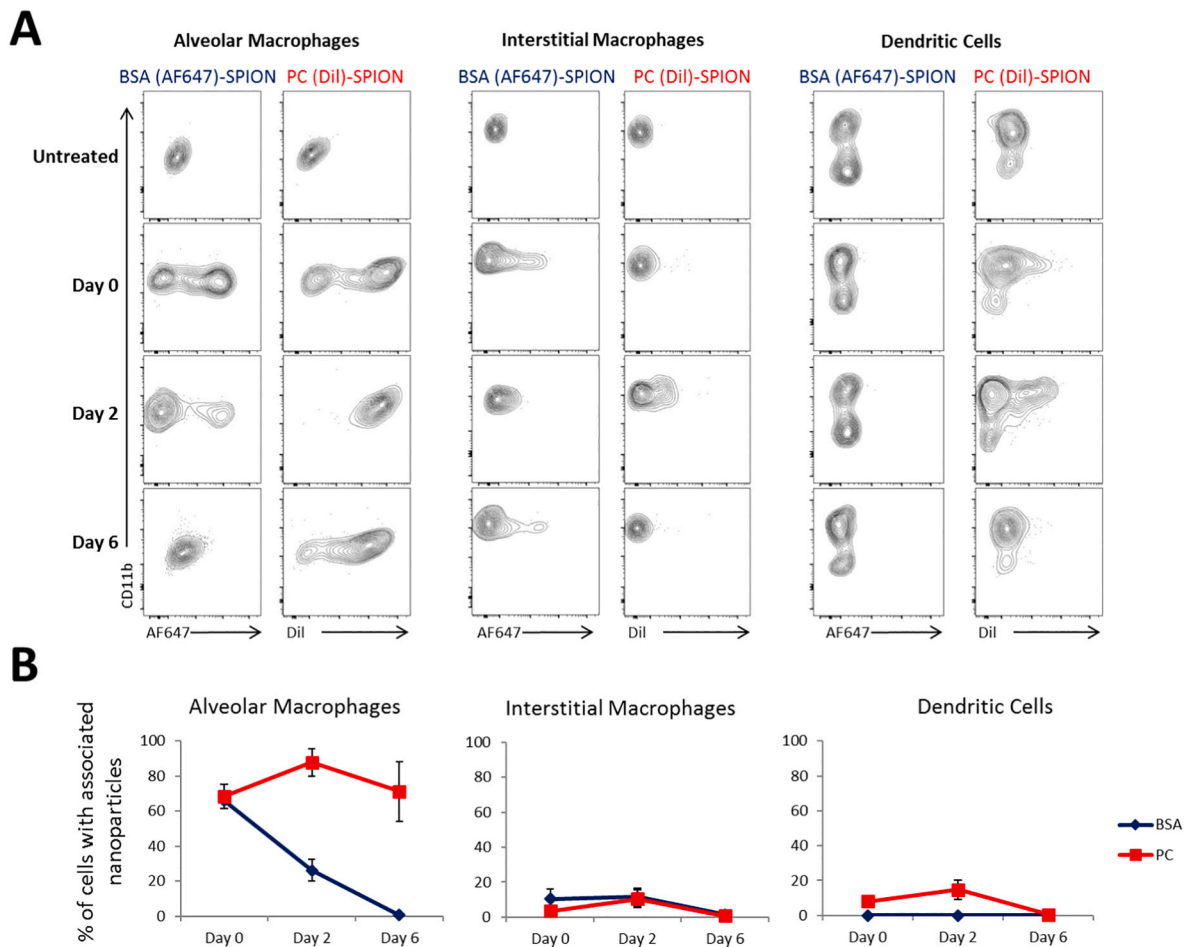 A
Alveolar Macrophages
Interstitial Macrophages
Dendritic Cells
BSA (AF647)-SPION PC (DiI)-SPION
BSA (AF647)-SPION PC (DiI)-SPION
BSA (AF647)-SPION PC (DiI)-SPION
Untreated
Day 0
Day 2
Day 6
CD11b
AF647
DiI
AF647
DiI
AF647
DiI
B
Alveolar Macrophages
Interstitial Macrophages
Dendritic Cells
% of cells with associated
nanoparticles
100
80
60
40
20
0
Day 0 Day 2 Day 6
100
80
60
40
20
0
Day 0 Day 2 Day 6
100
80
60
40
20
0
Day 0 Day 2 Day 6
BSA
PC